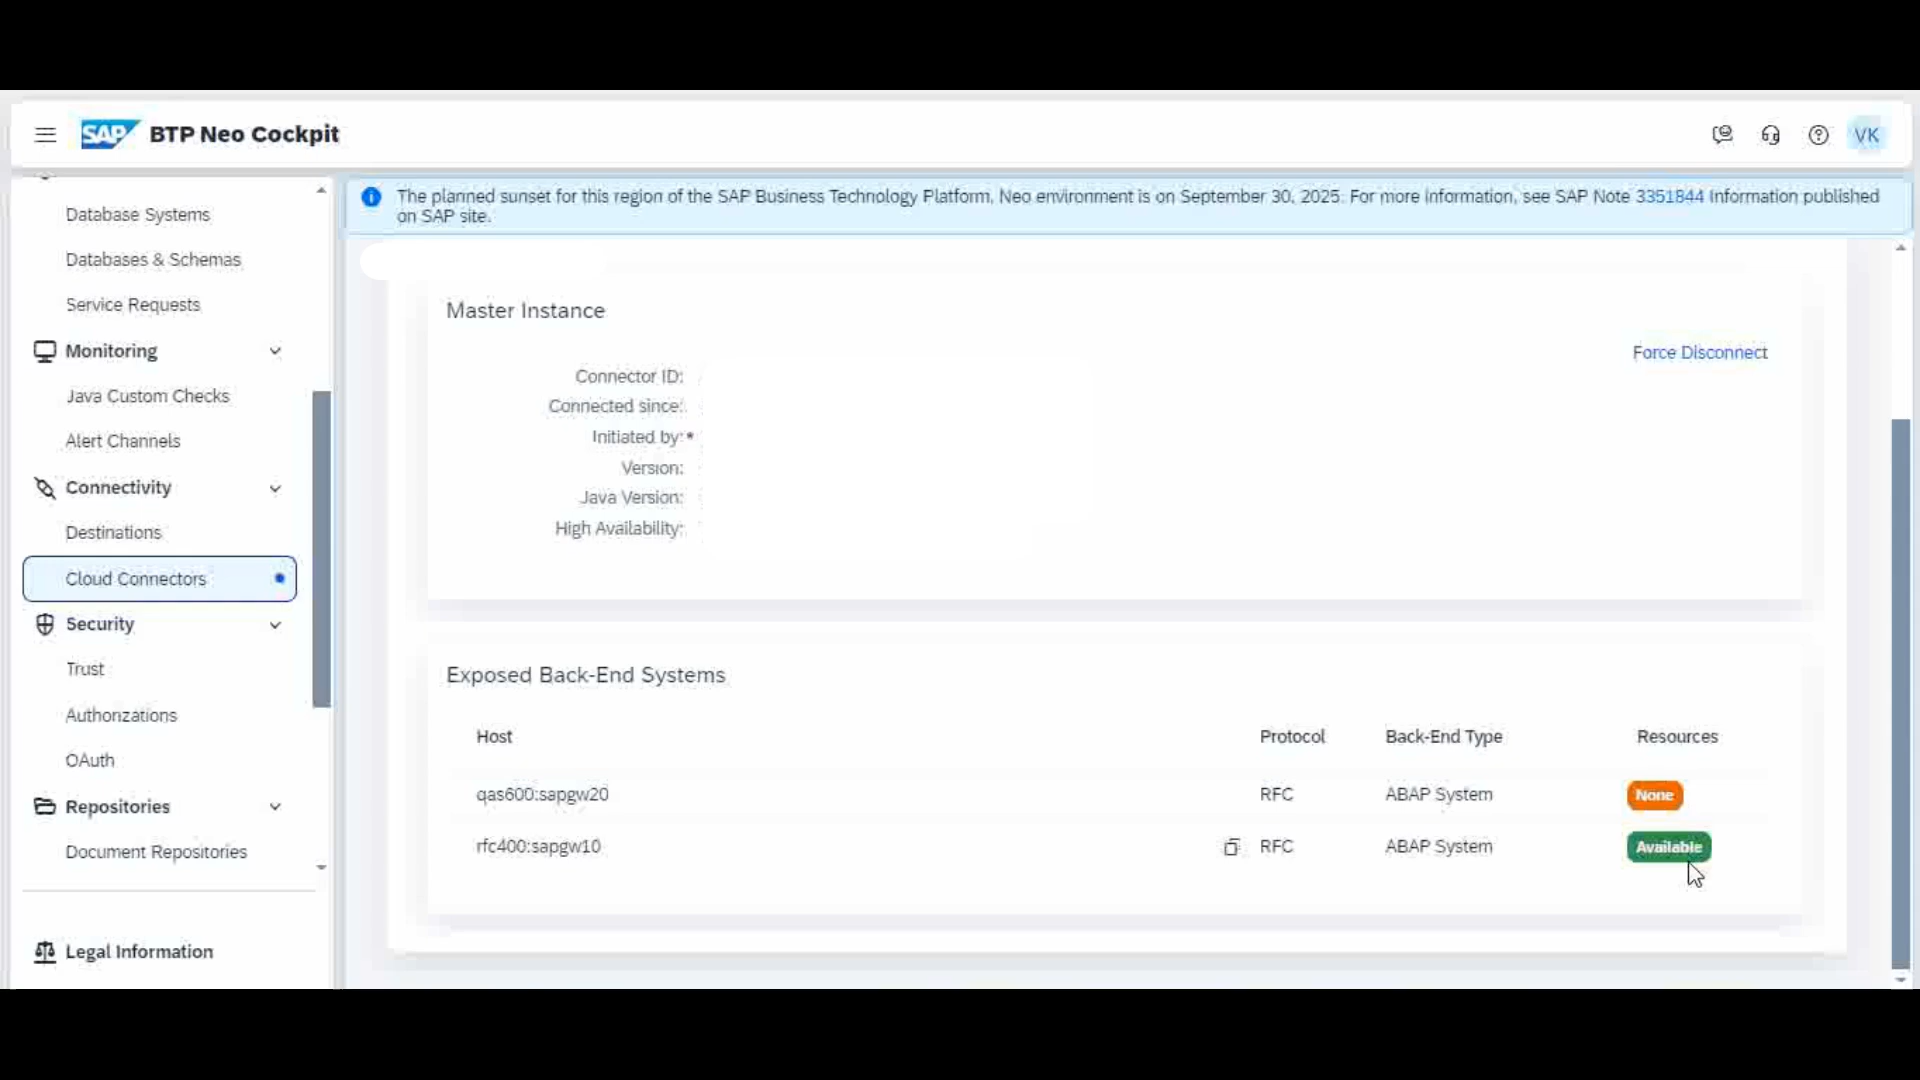 SAP BTP Neo Cockpit
VK
The planned sunset for this region of the SAP Business Technology Platform, Neo environment is on September 30, 2025. For more information, see SAP Note 3351844 Information published
on SAP site.
Database Systems
Databases & Schemas
Service Requests
Monitoring
Java Custom Checks
Alert Channels
Connectivity
Destinations
Cloud Connectors
Security
Trust
Authorizations
OAuth
Repositories
Document Repositories
Legal Information
Master Instance
Force Disconnect
Connector ID:
Connected since:
Initiated by:*
Version:
Java Version:
High Availability:
Exposed Back-End Systems
Host Protocol Back-End Type Resources
qas600:sapgw20 RFC ABAP System None
rfc400:sapgw10 RFC ABAP System Available